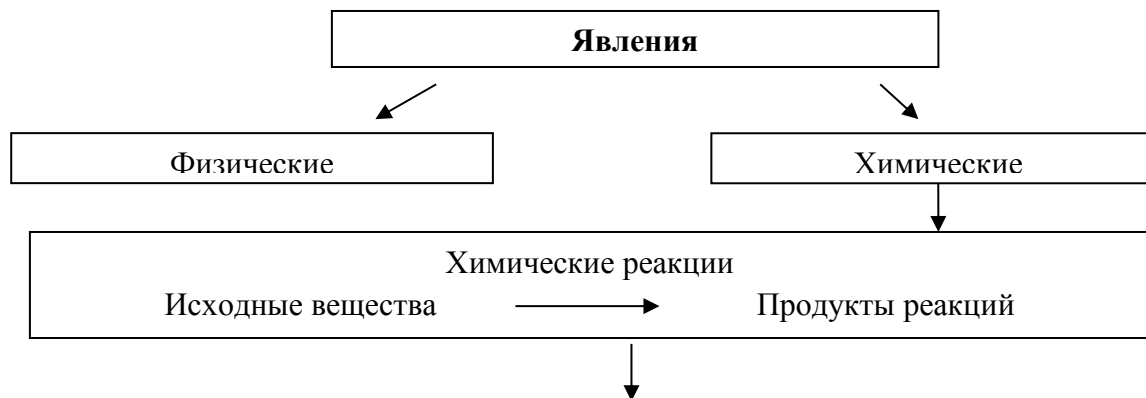 Явления
Физические
Химические
Химические реакции
Исходные вещества Продукты реакций